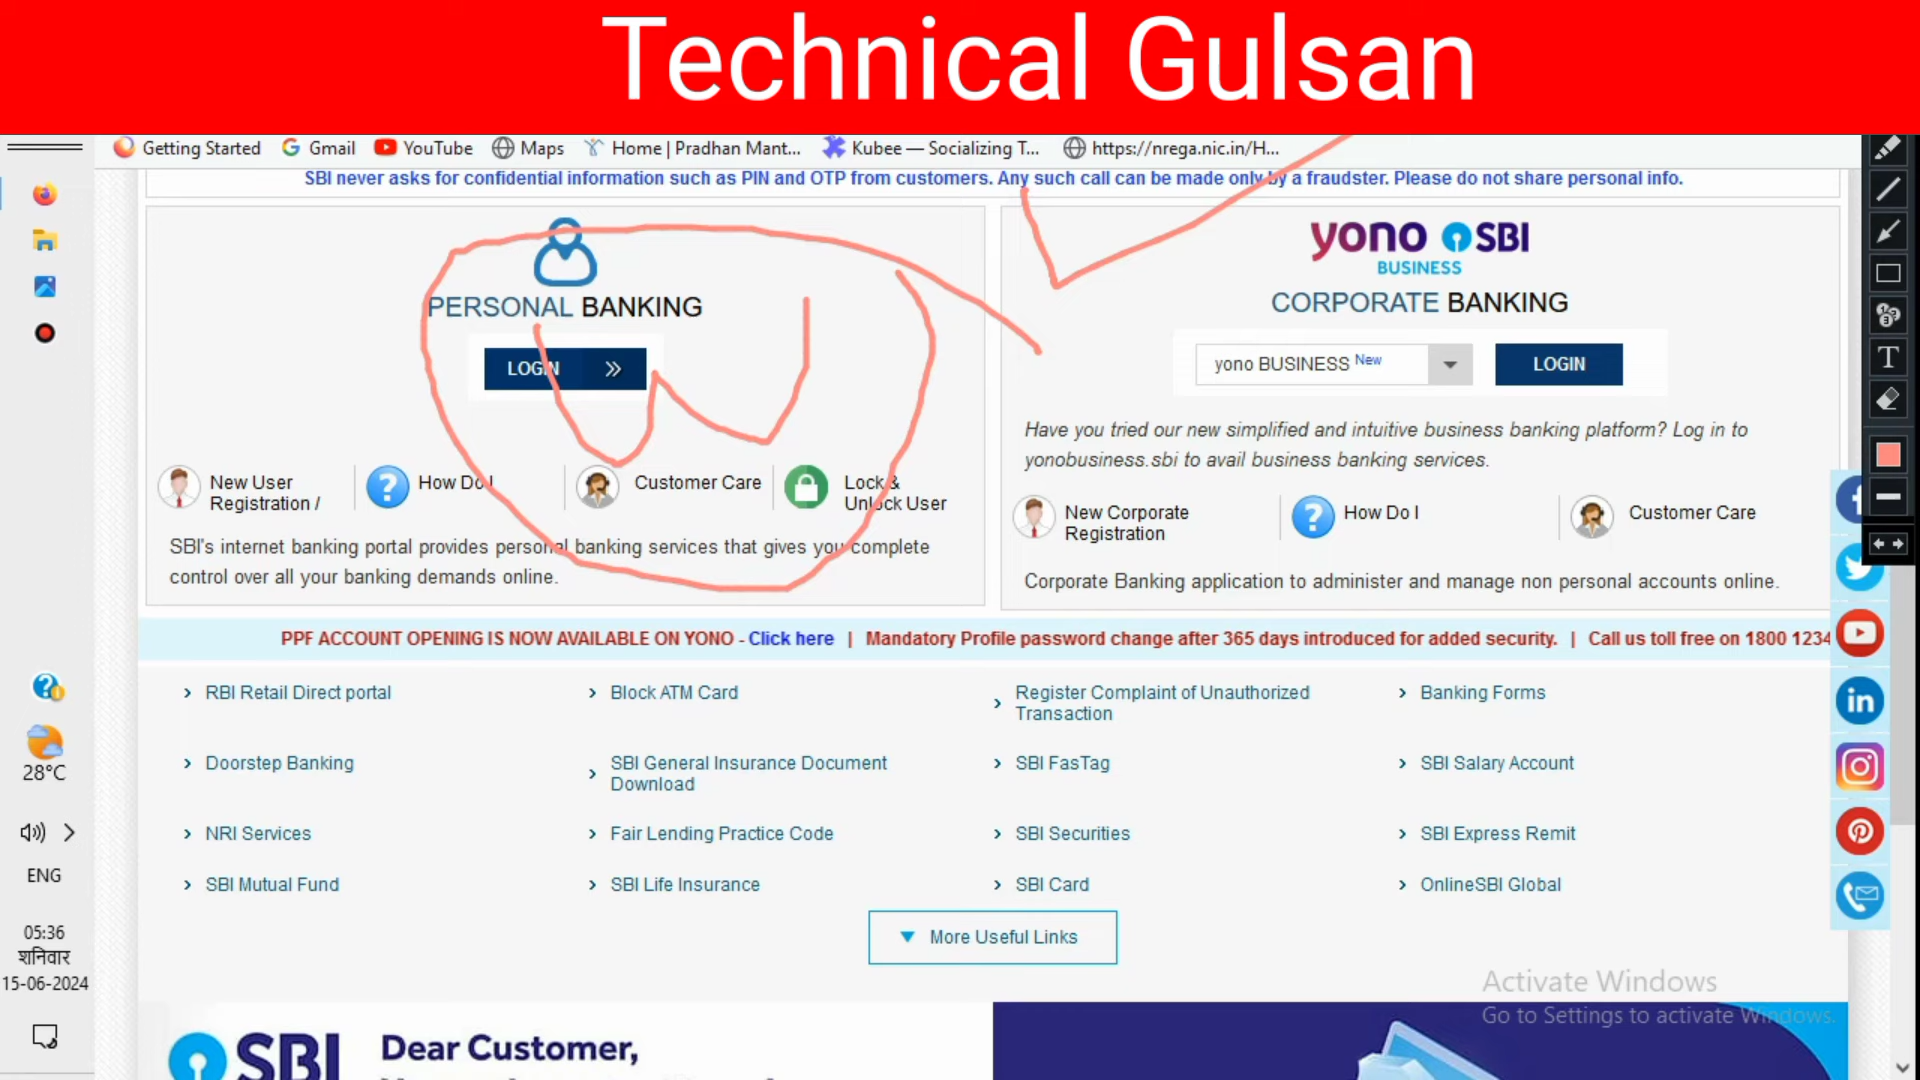 Technical Gulsan
Getting Started Gmail YouTube Maps Home | Pradhan Mant... Kubee — Socializing T... https://nrega.nic.in/H...
SBI never asks for confidential information such as PIN and OTP from customers. Any such call can be made only by a fraudster. Please do not share personal info.
PERSONAL BANKING
LOGIN
New User
Registration /
How Do I
Customer Care
Lock &
Unlock User
SBI's internet banking portal provides personal banking services that gives you complete
control over all your banking demands online.
yono SBI
BUSINESS
CORPORATE BANKING
yono BUSINESS New
LOGIN
Have you tried our new simplified and intuitive business banking platform? Log in to
yonobusiness.sbi to avail business banking services.
New Corporate
Registration
How Do I
Customer Care
Corporate Banking application to administer and manage non personal accounts online.
PPF ACCOUNT OPENING IS NOW AVAILABLE ON YONO - Click here | Mandatory Profile password change after 365 days introduced for added security. | Call us toll free on 1800 1234
RBI Retail Direct portal
Block ATM Card
Register Complaint of Unauthorized
Transaction
Banking Forms
Doorstep Banking
SBI General Insurance Document
Download
SBI FasTag
SBI Salary Account
NRI Services
Fair Lending Practice Code
SBI Securities
SBI Express Remit
SBI Mutual Fund
SBI Life Insurance
SBI Card
OnlineSBI Global
More Useful Links
28°C
ENG
05:36
शनिवार
15-06-2024
Activate Windows
Go to Settings to activate Windows.
SBI
Dear Customer,